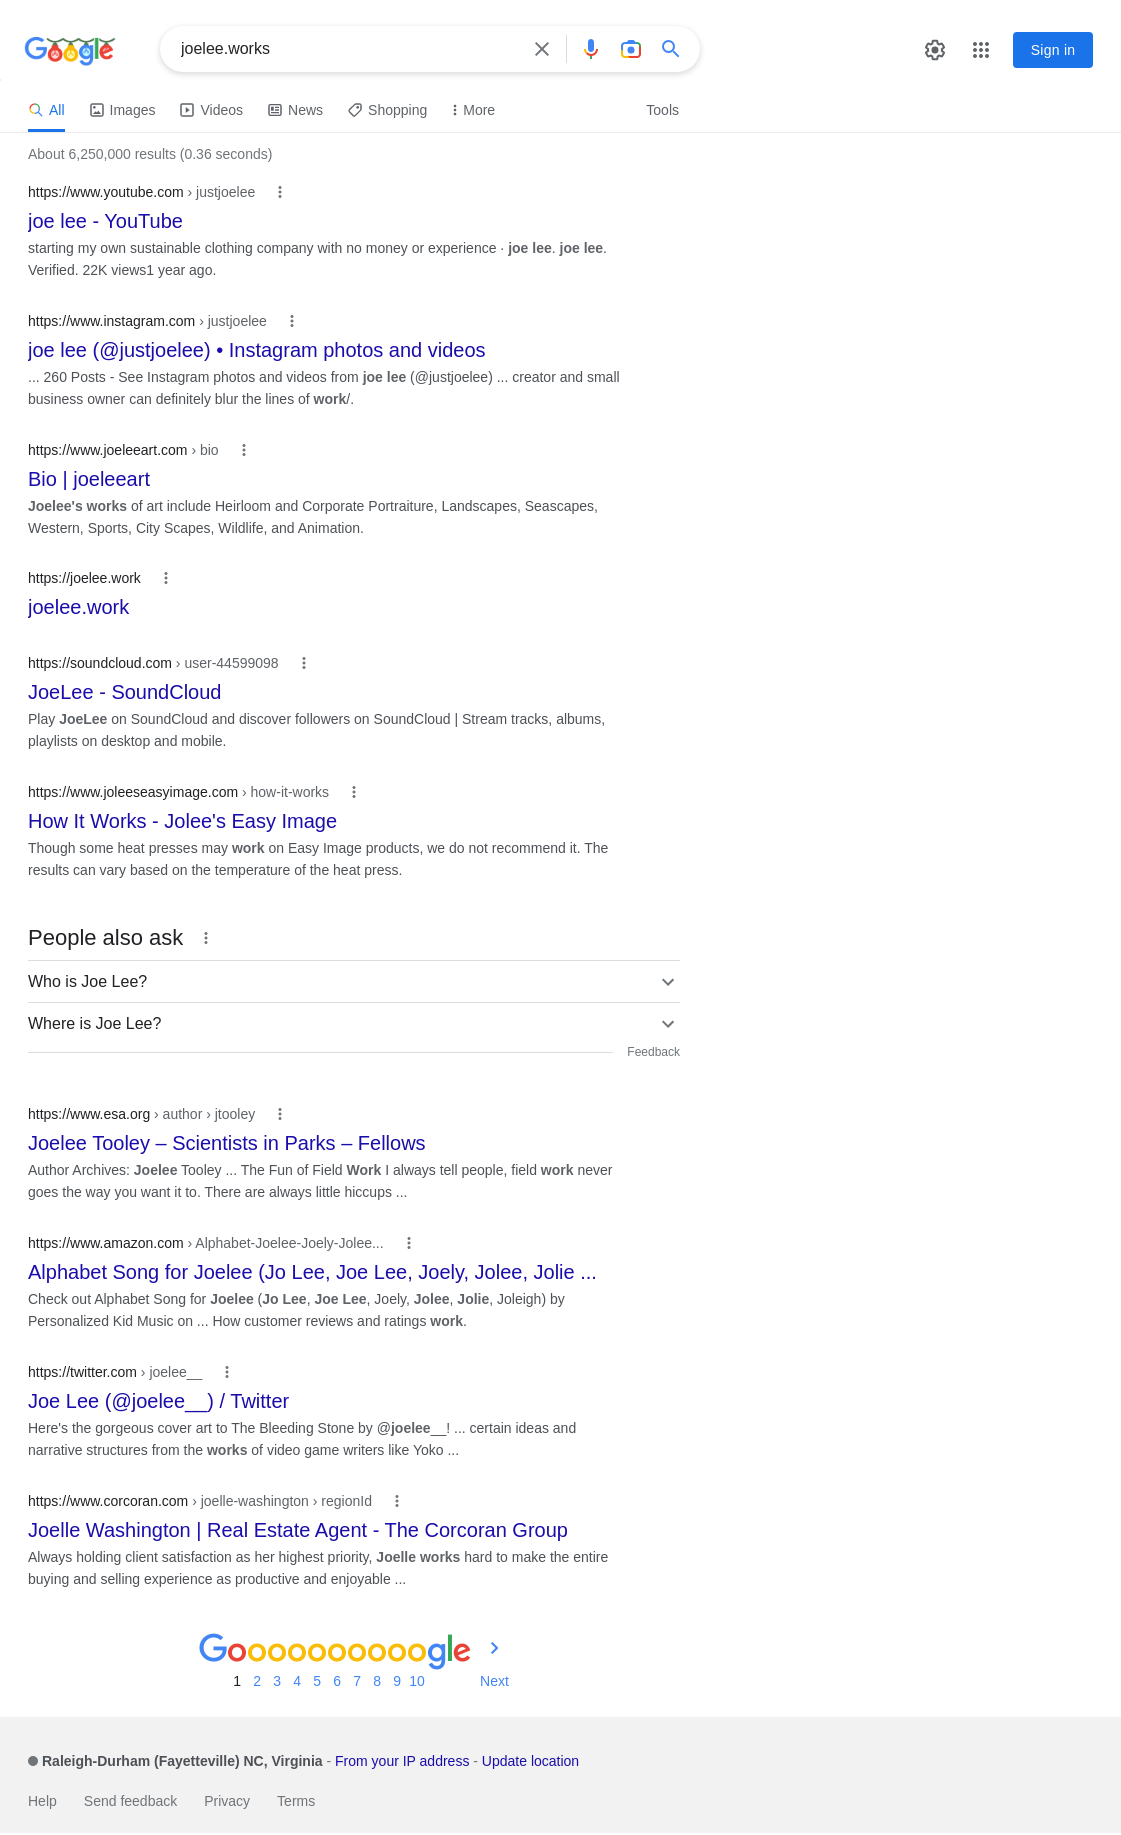 Google
joelee.works
Sign in
All Images Videos News Shopping More Tools
About 6,250,000 results (0.36 seconds)
https://www.youtube.com › justjoelee
joe lee - YouTube
starting my own sustainable clothing company with no money or experience · joe lee. joe lee.
Verified. 22K views1 year ago.
https://www.instagram.com › justjoelee
joe lee (@justjoelee) • Instagram photos and videos
... 260 Posts - See Instagram photos and videos from joe lee (@justjoelee) ... creator and small
business owner can definitely blur the lines of work/.
https://www.joeleeart.com › bio
Bio | joeleeart
Joelee's works of art include Heirloom and Corporate Portraiture, Landscapes, Seascapes,
Western, Sports, City Scapes, Wildlife, and Animation.
https://joelee.work
joelee.work
https://soundcloud.com › user-44599098
JoeLee - SoundCloud
Play JoeLee on SoundCloud and discover followers on SoundCloud | Stream tracks, albums,
playlists on desktop and mobile.
https://www.joleeseasyimage.com › how-it-works
How It Works - Jolee's Easy Image
Though some heat presses may work on Easy Image products, we do not recommend it. The
results can vary based on the temperature of the heat press.
People also ask
Who is Joe Lee?
Where is Joe Lee?
Feedback
https://www.esa.org › author › jtooley
Joelee Tooley – Scientists in Parks – Fellows
Author Archives: Joelee Tooley ... The Fun of Field Work I always tell people, field work never
goes the way you want it to. There are always little hiccups ...
https://www.amazon.com › Alphabet-Joelee-Joely-Jolee...
Alphabet Song for Joelee (Jo Lee, Joe Lee, Joely, Jolee, Jolie ...
Check out Alphabet Song for Joelee (Jo Lee, Joe Lee, Joely, Jolee, Jolie, Joleigh) by
Personalized Kid Music on ... How customer reviews and ratings work.
https://twitter.com › joelee__
Joe Lee (@joelee__) / Twitter
Here's the gorgeous cover art to The Bleeding Stone by @joelee__! ... certain ideas and
narrative structures from the works of video game writers like Yoko ...
https://www.corcoran.com › joelle-washington › regionId
Joelle Washington | Real Estate Agent - The Corcoran Group
Always holding client satisfaction as her highest priority, Joelle works hard to make the entire
buying and selling experience as productive and enjoyable ...
Goooooooooogle
1 2 3 4 5 6 7 8 9 10 Next
Raleigh-Durham (Fayetteville) NC, Virginia - From your IP address - Update location
Help Send feedback Privacy Terms